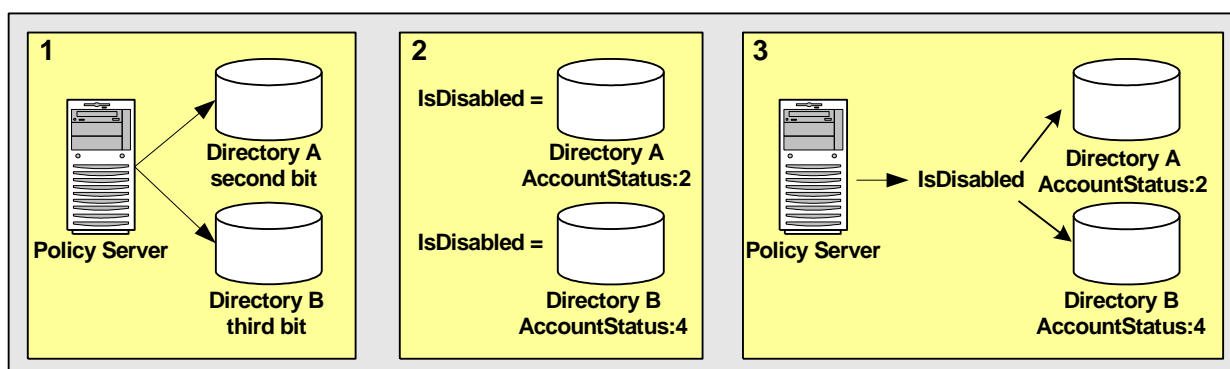 1
Directory A
second bit
Policy Server
Directory B
third bit
2
IsDisabled =
Directory A
AccountStatus:2
IsDisabled =
Directory B
AccountStatus:4
3
Directory A
AccountStatus:2
IsDisabled
Policy Server
Directory B
AccountStatus:4